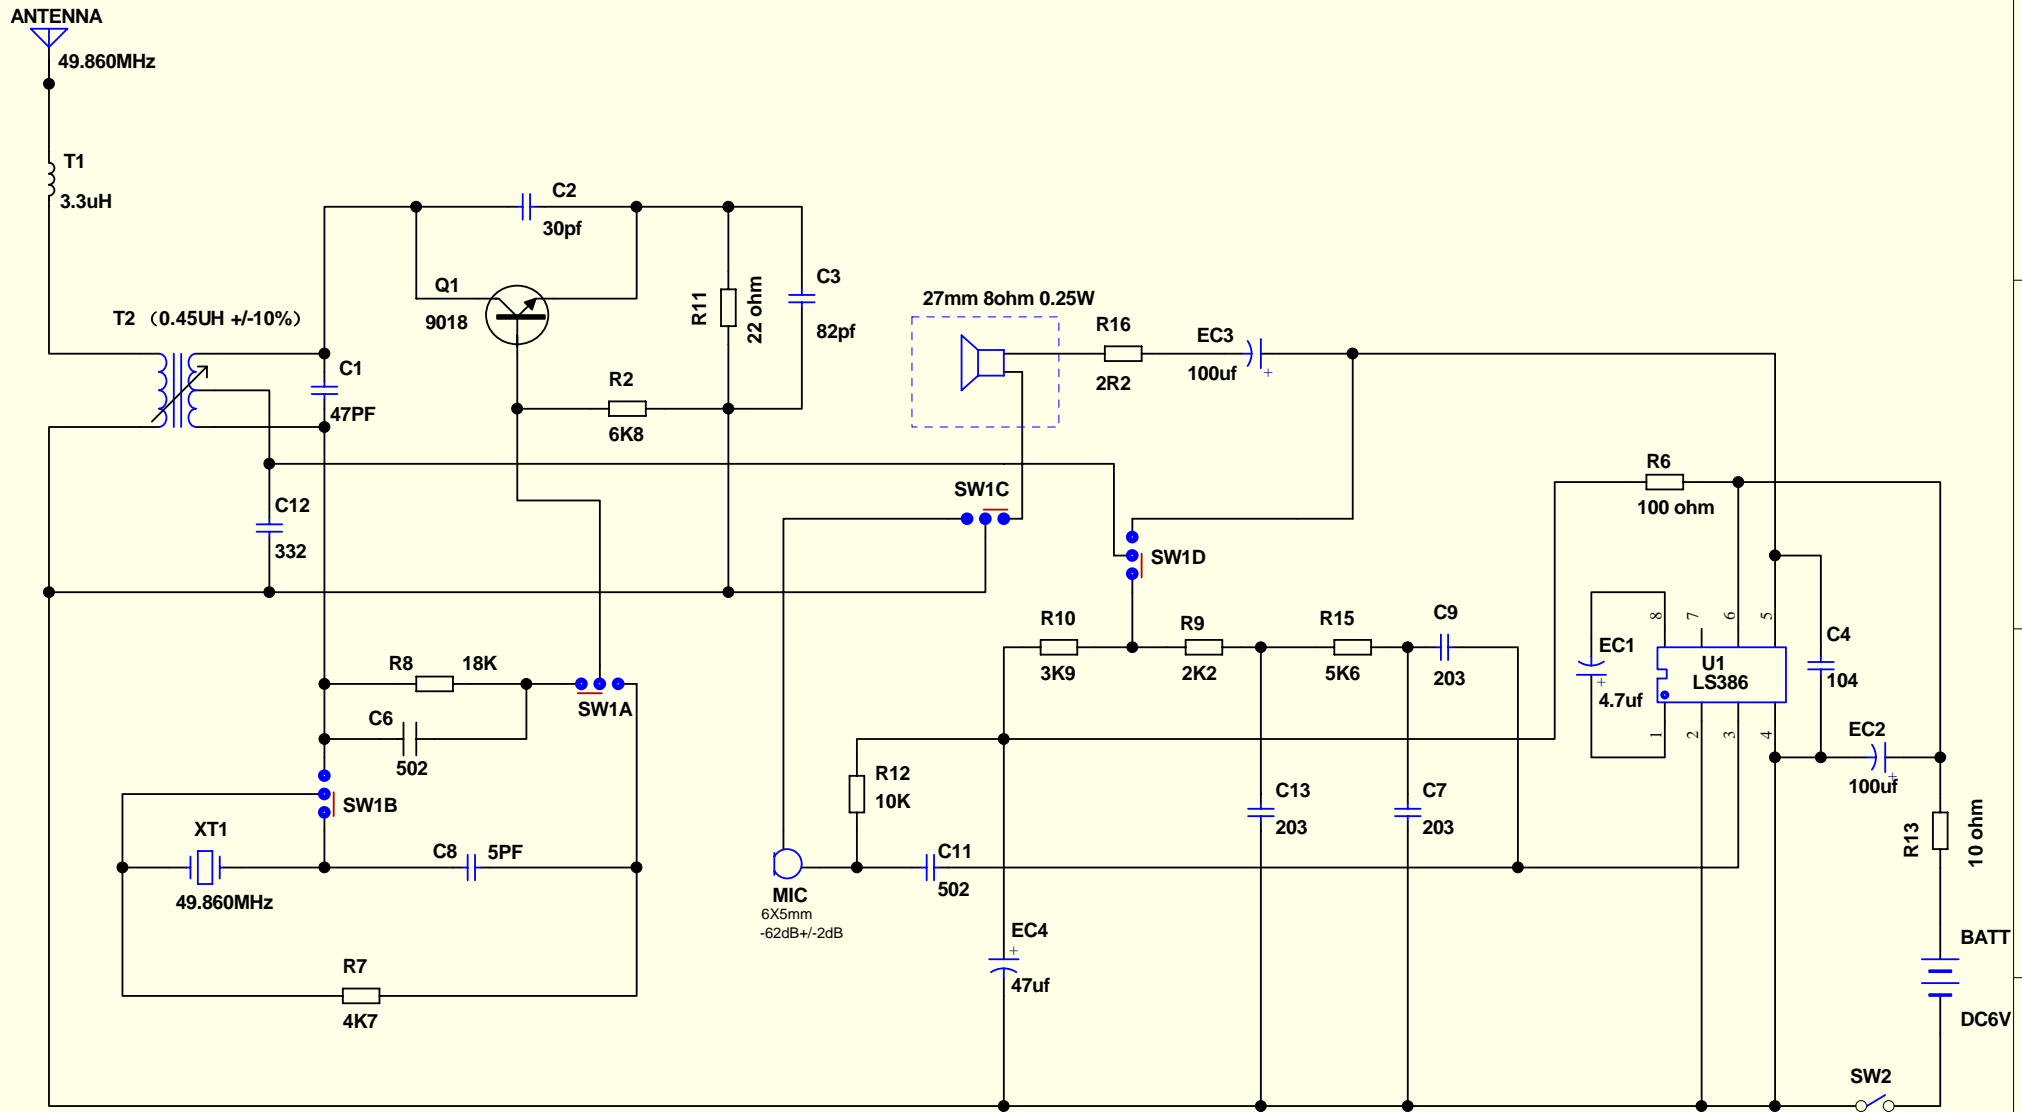 ANTENNA
49.860MHz
T1
3.3uH
C2
30pf
Q1
9018
R11
22 ohm
C3
82pf
27mm 8ohm 0.25W
R16
2R2
EC3
100uf
+
T2 (0.45UH +/-10%)
C1
47PF
R2
6K8
C12
332
SW1C
SW1D
R6
100 ohm
R8
18K
SW1A
C6
502
SW1B
R10
3K9
R9
2K2
R15
5K6
C9
203
EC1
+
4.7uf
8
7
6
5
U1
LS386
1
2
3
4
C4
104
EC2
100uf
+
R12
10K
C13
203
C7
203
R13
10 ohm
XT1
49.860MHz
C8
5PF
C11
502
MIC
6X5mm
-62dB+/-2dB
EC4
+
47uf
R7
4K7
BATT
DC6V
SW2